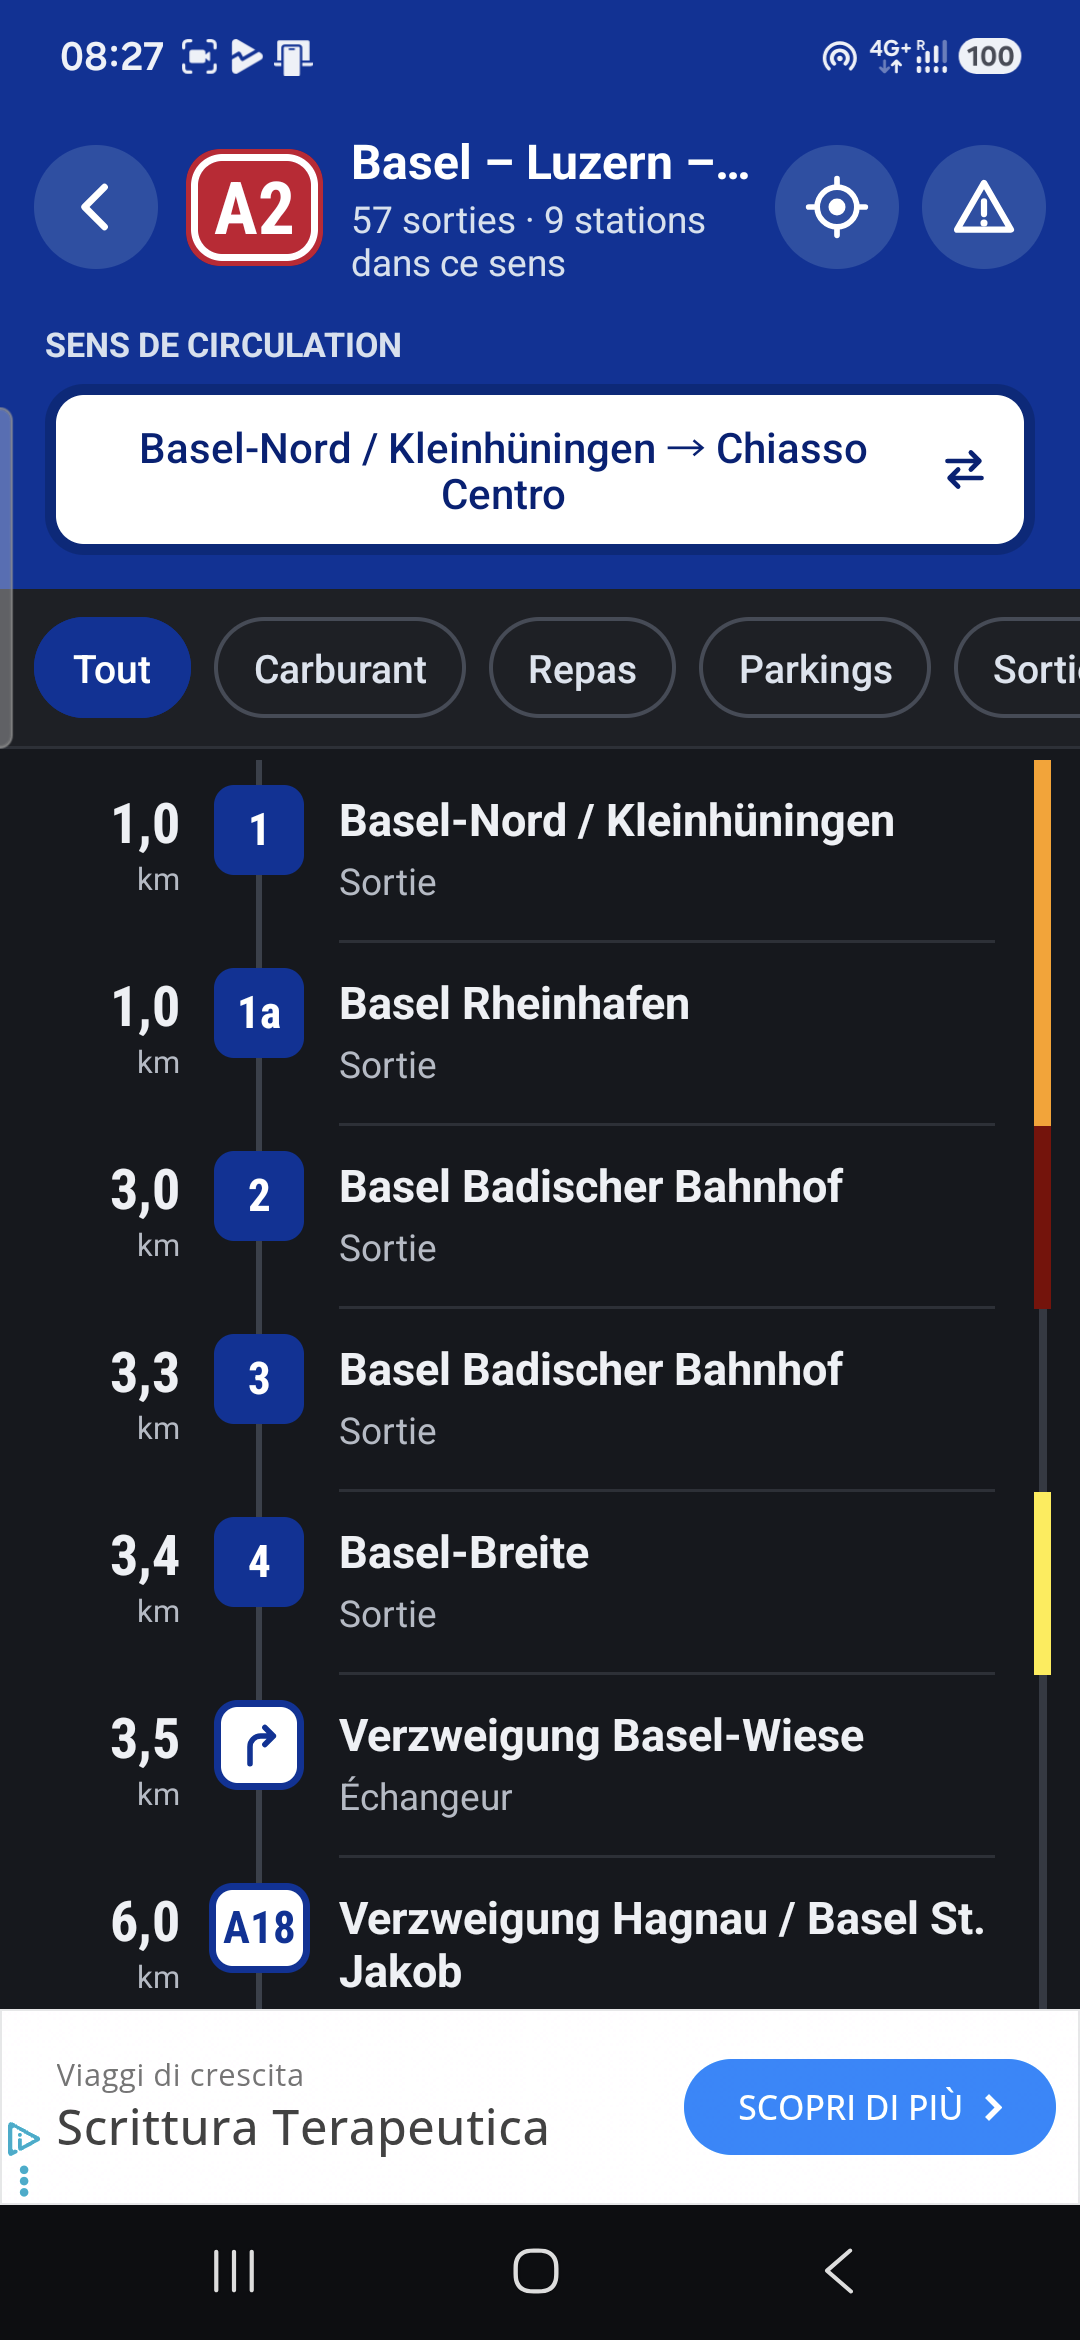 08:27
4G+ R
100
A2
Basel – Luzern –...
57 sorties · 9 stations
dans ce sens
SENS DE CIRCULATION
Basel-Nord / Kleinhüningen → Chiasso
Centro
Tout
Carburant
Repas
Parkings
Sorti
1,0
km
1
Basel-Nord / Kleinhüningen
Sortie
1,0
km
1a
Basel Rheinhafen
Sortie
3,0
km
2
Basel Badischer Bahnhof
Sortie
3,3
km
3
Basel Badischer Bahnhof
Sortie
3,4
km
4
Basel-Breite
Sortie
3,5
km
Verzweigung Basel-Wiese
Échangeur
6,0
km
A18
Verzweigung Hagnau / Basel St.
Jakob
Viaggi di crescita
Scrittura Terapeutica
SCOPRI DI PIÙ